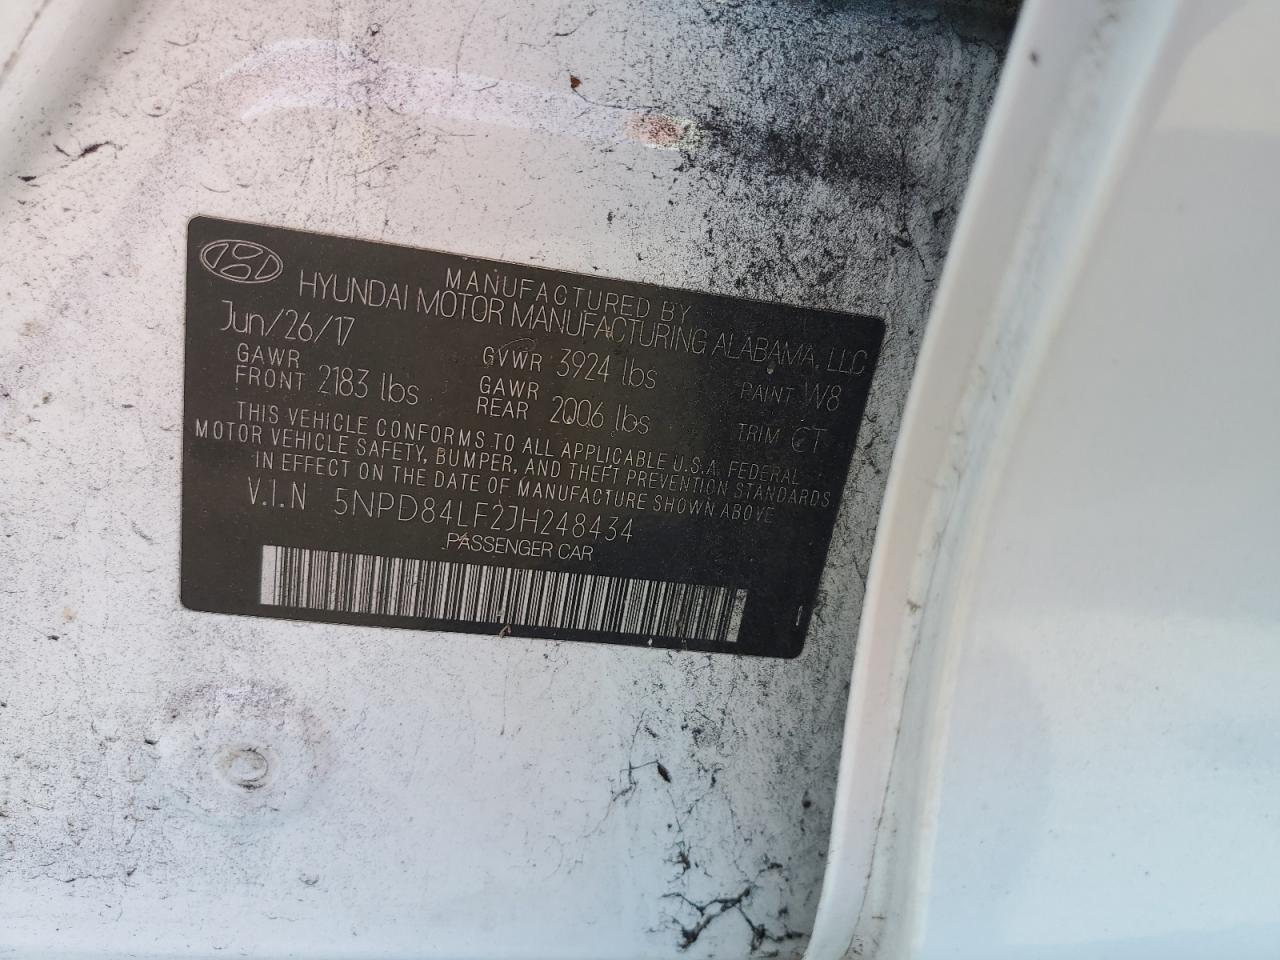 MANUFACTURED BY
HYUNDAI MOTOR MANUFACTURING ALABAMA, LLC
Jun/26/17
GVWR 3924 lbs PAINT W8
GAWR FRONT 2183 lbs
GAWR REAR 2006 lbs TRIM CT
THIS VEHICLE CONFORMS TO ALL APPLICABLE U.S.A. FEDERAL
MOTOR VEHICLE SAFETY, BUMPER, AND THEFT PREVENTION STANDARDS
IN EFFECT ON THE DATE OF MANUFACTURE SHOWN ABOVE
V.I.N 5NPD84LF2JH248434
PASSENGER CAR